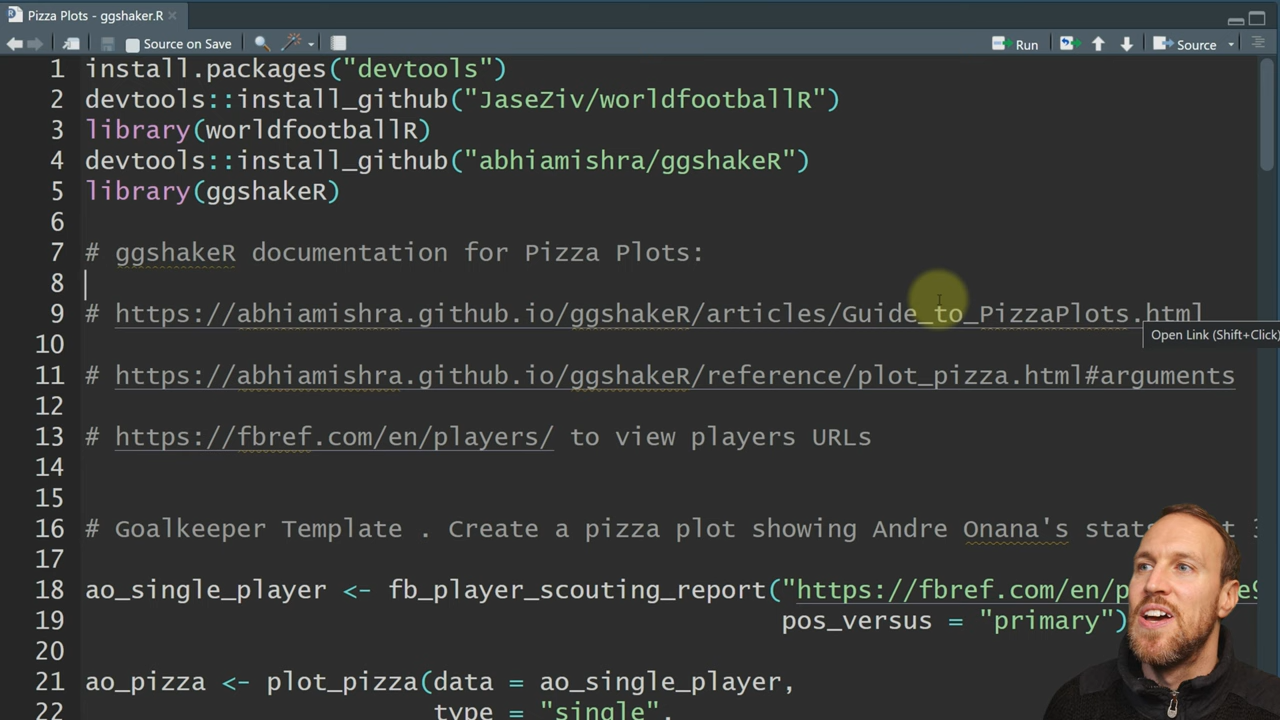 Pizza Plots - ggshaker.R
Source on Save
Run
Source
1 install.packages("devtools")
2 devtools::install_github("JaseZiv/worldfootballR")
3 library(worldfootballR)
4 devtools::install_github("abhiamishra/ggshakeR")
5 library(ggshakeR)
6
7 # ggshakeR documentation for Pizza Plots:
8
9 # https://abhiamishra.github.io/ggshakeR/articles/Guide_to_PizzaPlots.html
Open Link (Shift+Click)
10
11 # https://abhiamishra.github.io/ggshakeR/reference/plot_pizza.html#arguments
12
13 # https://fbref.com/en/players/ to view players URLs
14
15
16 # Goalkeeper Template . Create a pizza plot showing Andre Onana's stats
17
18 ao_single_player <- fb_player_scouting_report("https://fbref.com/en/p
19 pos_versus = "primary")
20
21 ao_pizza <- plot_pizza(data = ao_single_player,
22 type = "single",